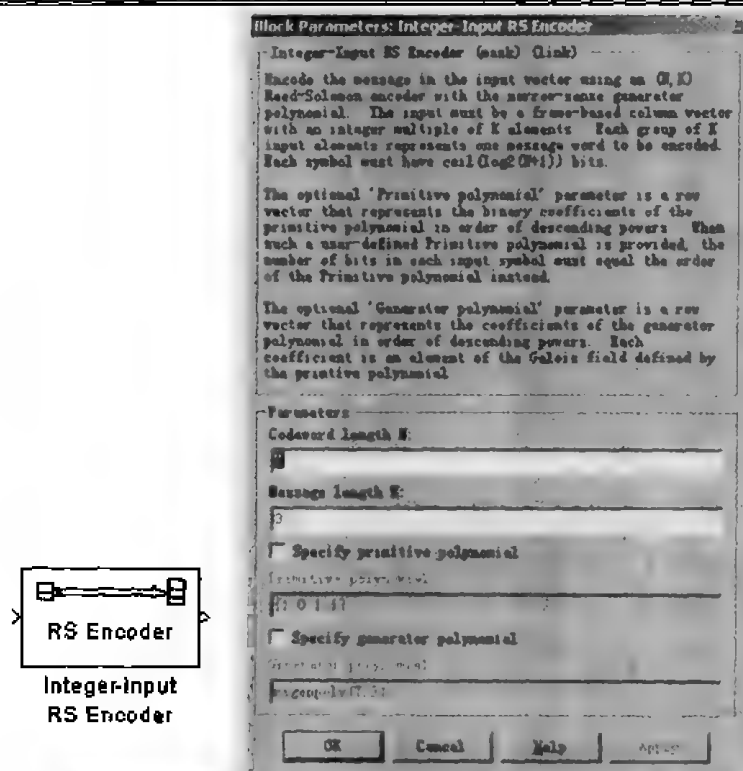 Block Parameters: Integer-Input RS Encoder
Integer-Input RS Encoder (mask) (link)
Encode the message in the input vector using an (N,K)
Reed-Solomon encoder with the narrow-sense generator
polynomial. The input must be a frame-based column vector
with an integer multiple of K elements Each group of K
input elements represents one message word to be encoded.
Each symbol must have ceil(log2(N+1)) bits.
The optional 'Primitive polynomial' parameter is a row
vector that represents the binary coefficients of the
primitive polynomial in order of descending powers When
such a user-defined Primitive polynomial is provided, the
number of bits in each input symbol must equal the order
of the Primitive polynomial instead.
The optional 'Generator polynomial' parameter is a row
vector that represents the coefficients of the generator
polynomial in order of descending powers. Each
coefficient is an element of the Galois field defined by
the primtive polynomial
Parameters
Codeword length N:
Message length K:
3
Specify primitive polynomial
Primitive polynomial
Specify generator polynomial
Generator polynomial
OK Cancel Help Apply
RS Encoder
Integer-Input
RS Encoder